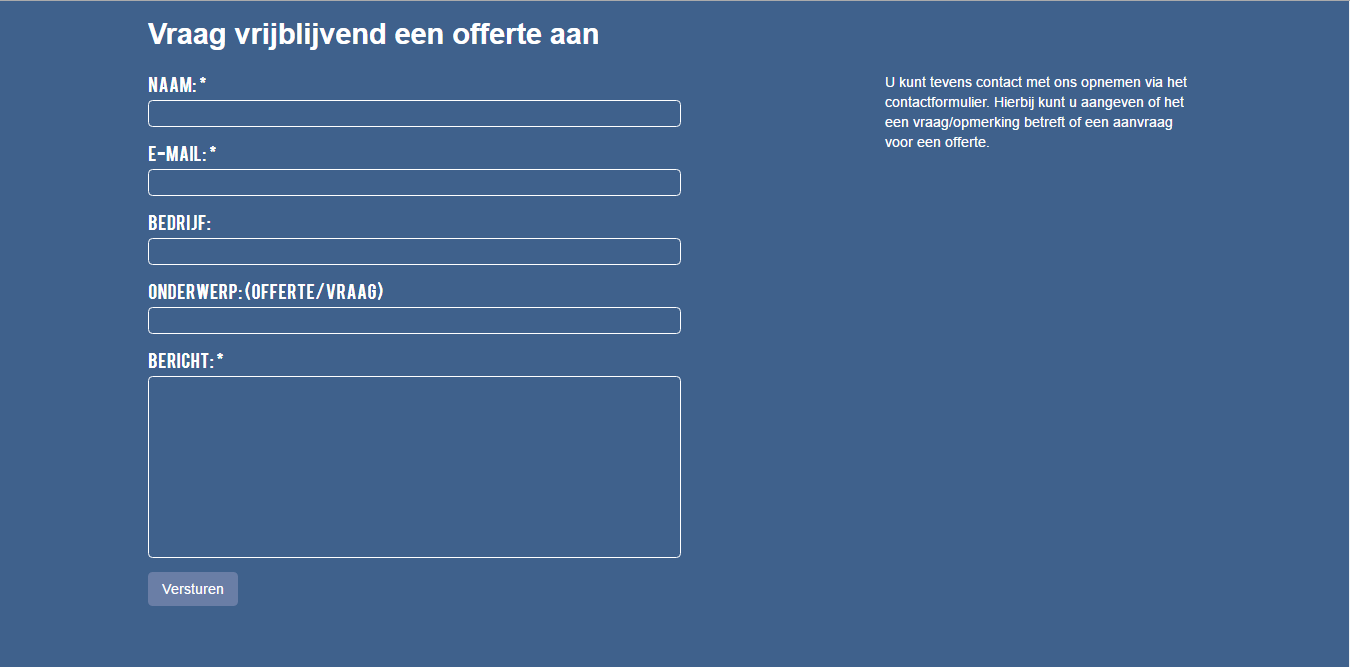 Vraag vrijblijvend een offerte aan
NAAM: *
E-MAIL: *
BEDRIJF:
ONDERWERP: (OFFERTE/VRAAG)
BERICHT: *
Versturen
U kunt tevens contact met ons opnemen via het
contactformulier. Hierbij kunt u aangeven of het
een vraag/opmerking betreft of een aanvraag
voor een offerte.